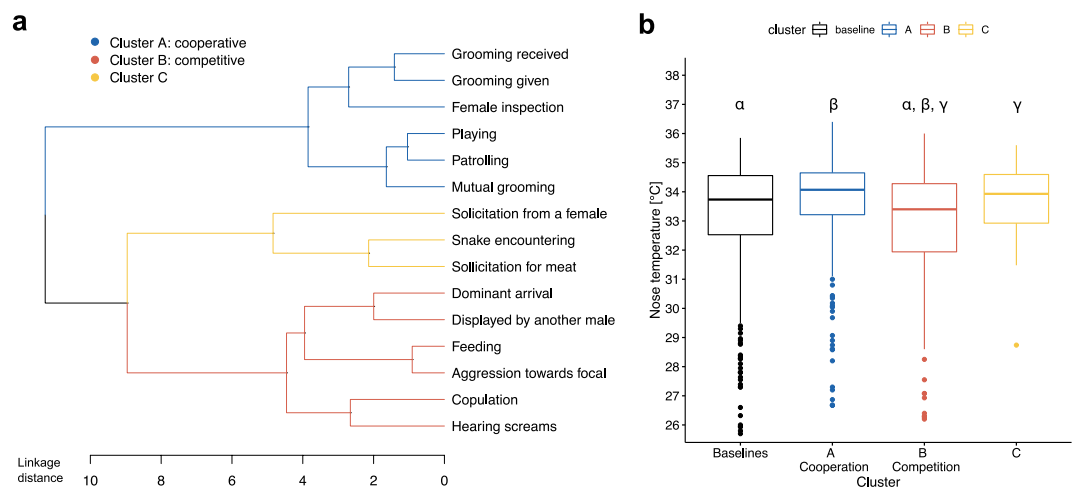 a
Cluster A: cooperative
Cluster B: competitive
Cluster C
Grooming received
Grooming given
Female inspection
Playing
Patrolling
Mutual grooming
Solicitation from a female
Snake encountering
Sollicitation for meat
Dominant arrival
Displayed by another male
Feeding
Aggression towards focal
Copulation
Hearing screams
Linkage
distance
10 8 6 4 2 0
b
cluster baseline A B C
α β α, β, γ γ
Nose temperature [°C]
38
37
36
35
34
33
32
31
30
29
28
27
26
Baselines A B C
Cooperation Competition
Cluster